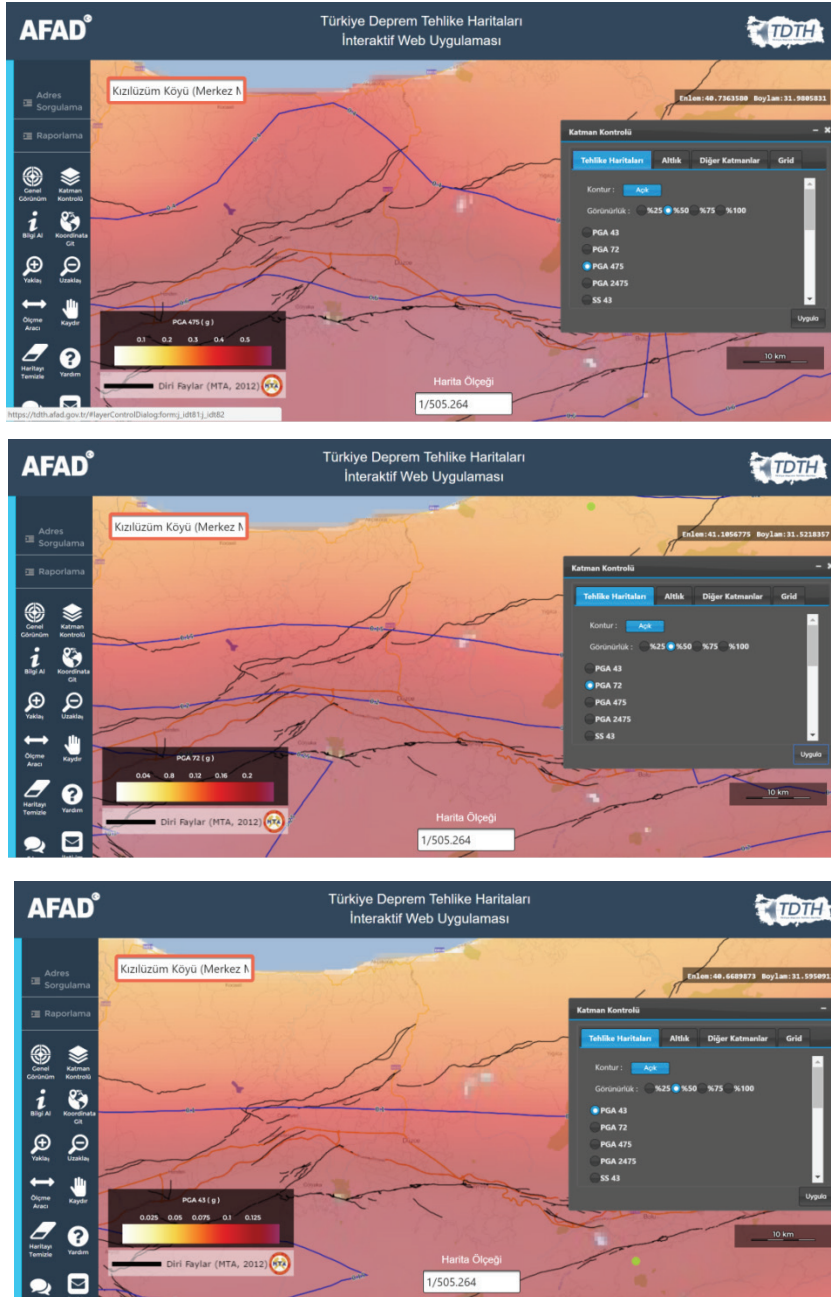 AFAD
Türkiye Deprem Tehlike Haritaları
İnteraktif Web Uygulaması
TDTH
Adres
Sorgulama
Kızılüzüm Köyü (Merkez M
Enlem:40.7363580 Boylam:31.9805831
Raporlama
Katman Kontrolü
Tehlike Haritaları Altlık Diğer Katmanlar Grid
Genel
Görünüm
Katman
Kontrolü
Kontur : Açık
Görünürlük : %25 %50 %75 %100
Bilgi Al
Koordinata
Git
PGA 43
PGA 72
PGA 475
PGA 2475
SS 43
Yaklaş
Uzaklaş
Uygula
Ölçme
Aracı
Kaydır
PGA 475 ( g )
0.1 0.2 0.3 0.4 0.5
Haritayı
Temizle
Yardım
Diri Faylar (MTA, 2012)
MTA
10 km
Harita Ölçeği
1/505.264
https://tdth.afad.gov.tr/#layerControlDialog:form:j_idt81:j_idt82
AFAD
Türkiye Deprem Tehlike Haritaları
İnteraktif Web Uygulaması
TDTH
Adres
Sorgulama
Kızılüzüm Köyü (Merkez M
Enlem:41.1056775 Boylam:31.5218357
Raporlama
Katman Kontrolü
Tehlike Haritaları Altlık Diğer Katmanlar Grid
Genel
Görünüm
Katman
Kontrolü
Kontur : Açık
Görünürlük : %25 %50 %75 %100
Bilgi Al
Koordinata
Git
PGA 43
PGA 72
PGA 475
PGA 2475
SS 43
Yaklaş
Uzaklaş
Uygula
Ölçme
Aracı
Kaydır
PGA 72 ( g )
0.04 0.8 0.12 0.16 0.2
Haritayı
Temizle
Yardım
Diri Faylar (MTA, 2012)
MTA
10 km
Harita Ölçeği
1/505.264
AFAD
Türkiye Deprem Tehlike Haritaları
İnteraktif Web Uygulaması
TDTH
Adres
Sorgulama
Kızılüzüm Köyü (Merkez M
Enlem:40.6689873 Boylam:31.595091
Raporlama
Katman Kontrolü
Tehlike Haritaları Altlık Diğer Katmanlar Grid
Genel
Görünüm
Katman
Kontrolü
Kontur : Açık
Görünürlük : %25 %50 %75 %100
Bilgi Al
Koordinata
Git
PGA 43
PGA 72
PGA 475
PGA 2475
SS 43
Yaklaş
Uzaklaş
Uygula
Ölçme
Aracı
Kaydır
PGA 43 ( g )
0.025 0.05 0.075 0.1 0.125
Haritayı
Temizle
Yardım
Diri Faylar (MTA, 2012)
MTA
10 km
Harita Ölçeği
1/505.264